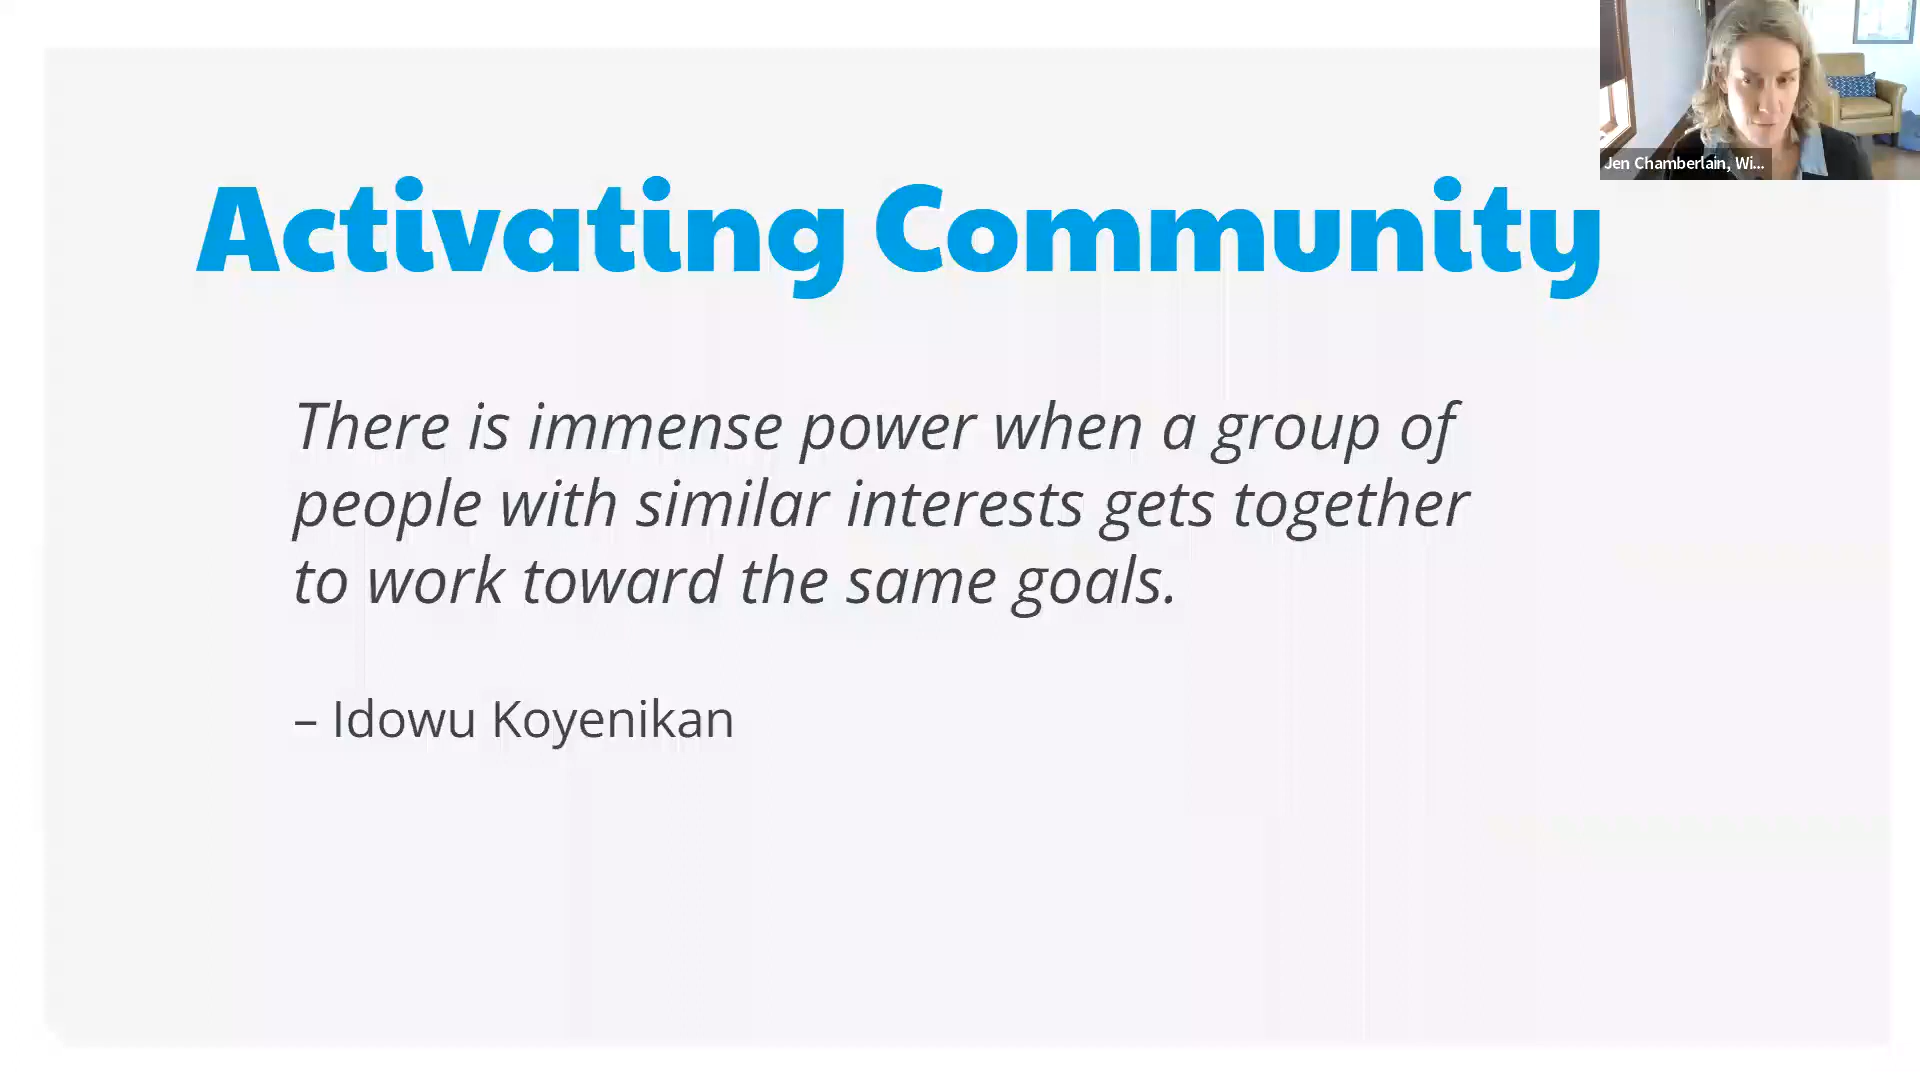 Activating Community
There is immense power when a group of
people with similar interests gets together
to work toward the same goals.
– Idowu Koyenikan
Jen Chamberlain, Wi...